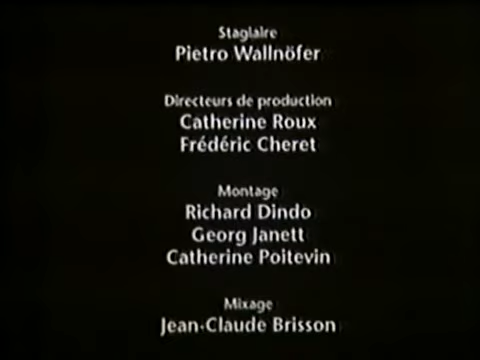 Stagiaire
Pietro Wallnöfer
Directeurs de production
Catherine Roux
Frédéric Cheret
Montage
Richard Dindo
Georg Janett
Catherine Poitevin
Mixage
Jean-Claude Brisson